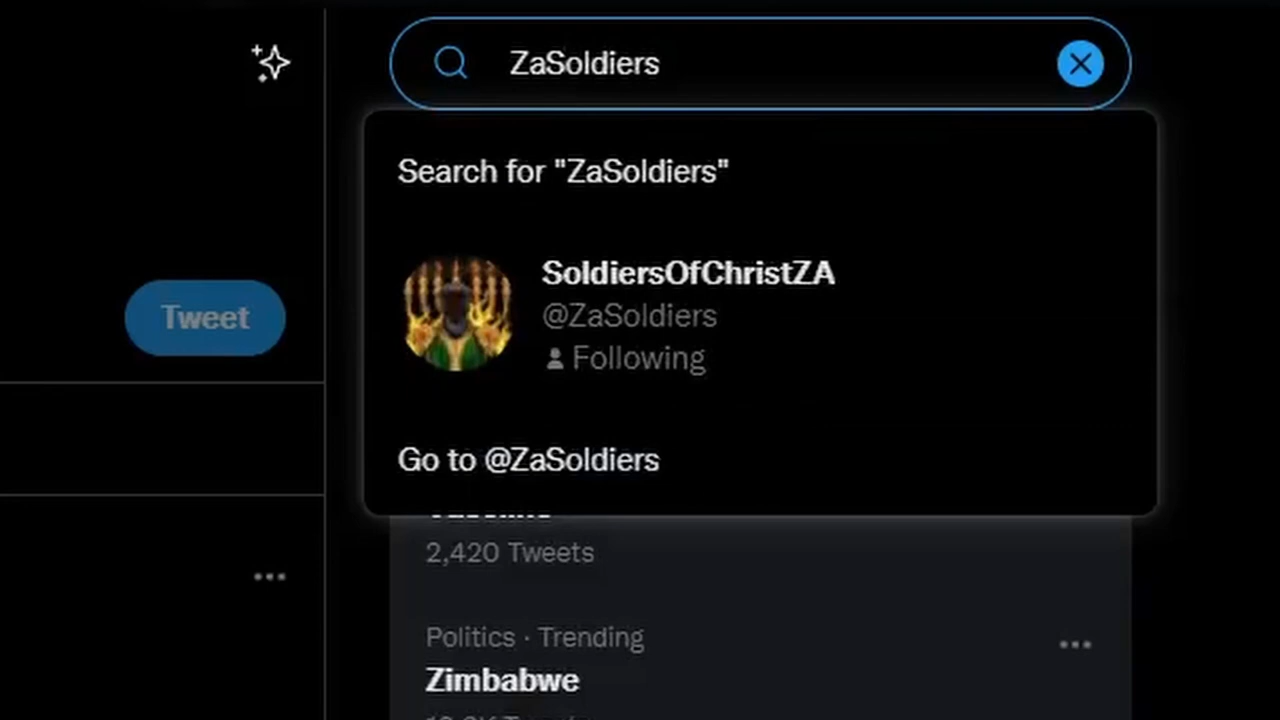 ZaSoldiers
Search for "ZaSoldiers"
SoldiersOfChristZA
@ZaSoldiers
Following
Tweet
Go to @ZaSoldiers
2,420 Tweets
Politics · Trending
Zimbabwe